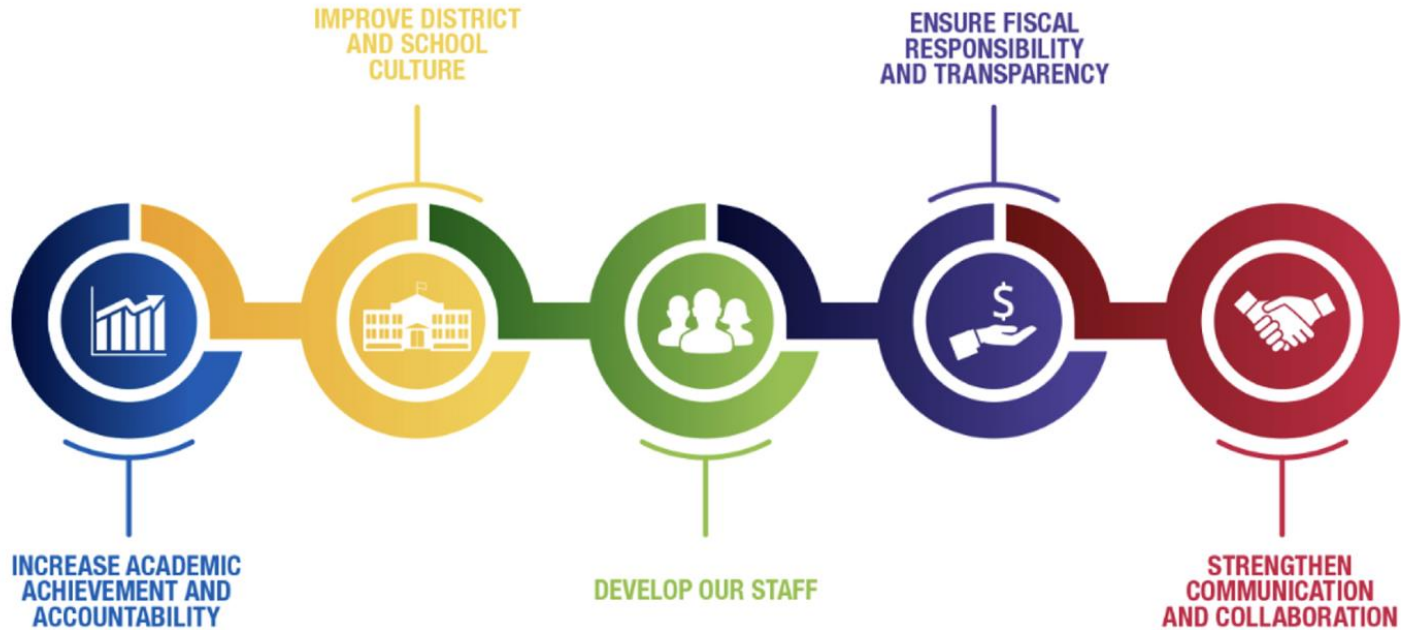 IMPROVE DISTRICT
AND SCHOOL
CULTURE
ENSURE FISCAL
RESPONSIBILITY
AND TRANSPARENCY
$
INCREASE ACADEMIC
ACHIEVEMENT AND
ACCOUNTABILITY
DEVELOP OUR STAFF
STRENGTHEN
COMMUNICATION
AND COLLABORATION